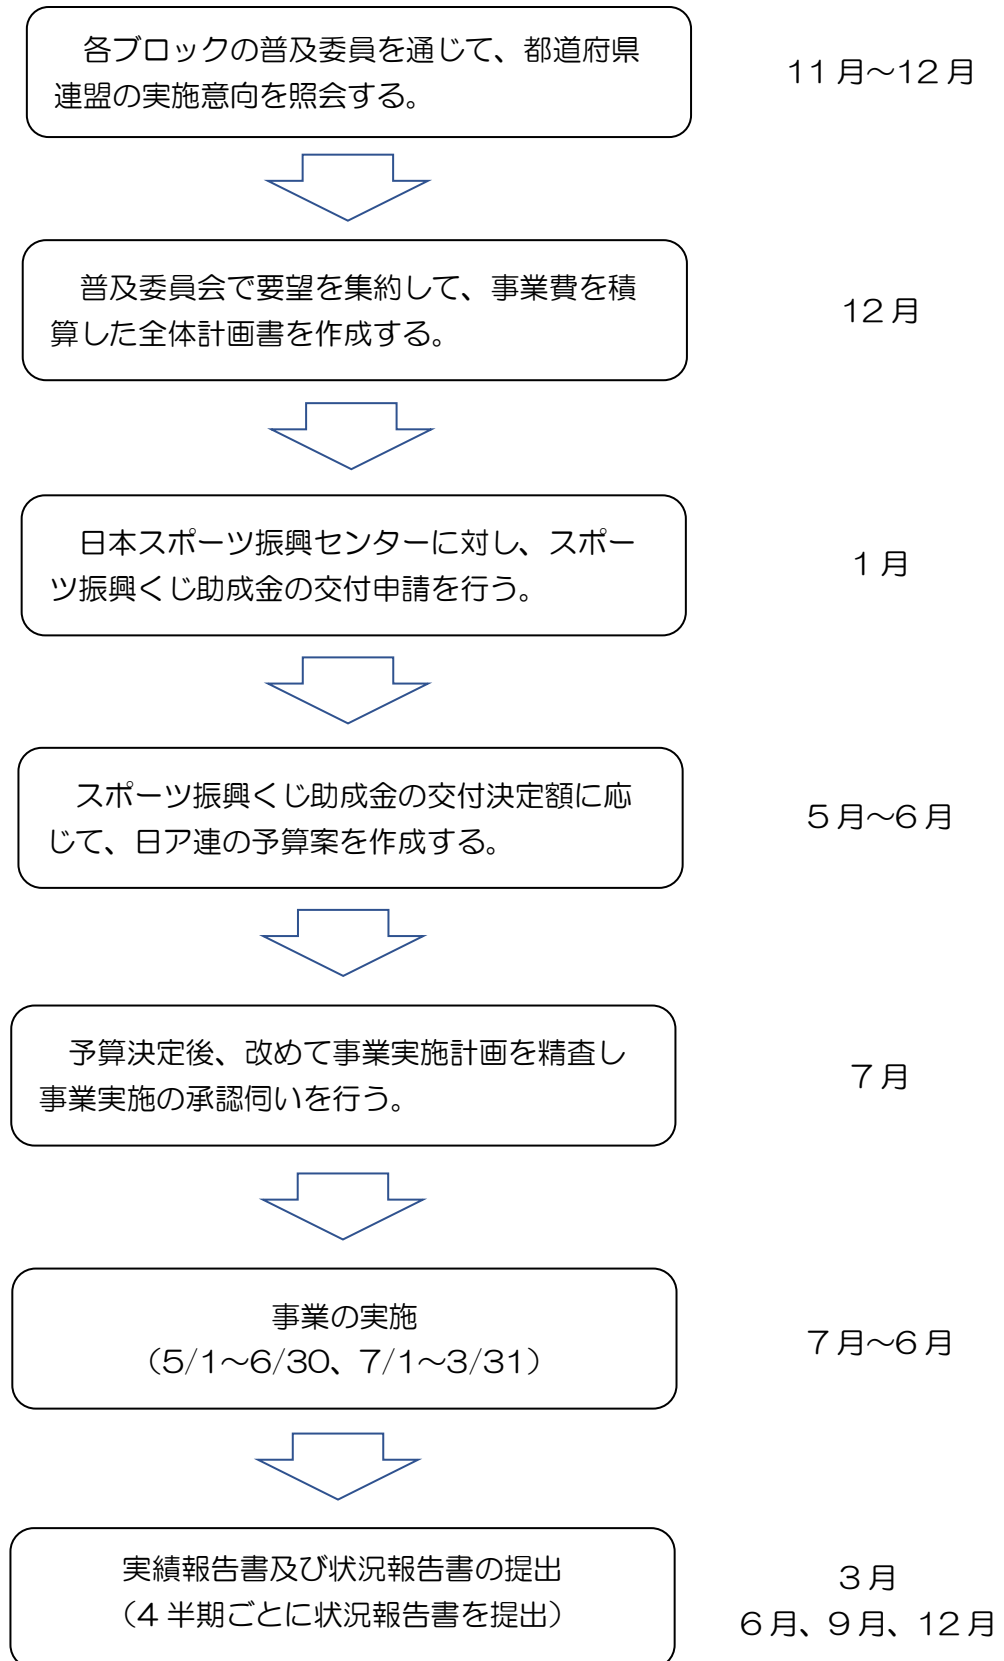 各ブロックの普及委員を通じて、都道府県
連盟の実施意向を照会する。
11月～12月
普及委員会で要望を集約して、事業費を積
算した全体計画書を作成する。
12月
日本スポーツ振興センターに対し、スポー
ツ振興くじ助成金の交付申請を行う。
1月
スポーツ振興くじ助成金の交付決定額に応
じて、日ア連の予算案を作成する。
5月～6月
予算決定後、改めて事業実施計画を精査し
事業実施の承認伺いを行う。
7月
事業の実施
（5/1～6/30、7/1～3/31）
7月～6月
実績報告書及び状況報告書の提出
（4半期ごとに状況報告書を提出）
3月
6月、9月、12月